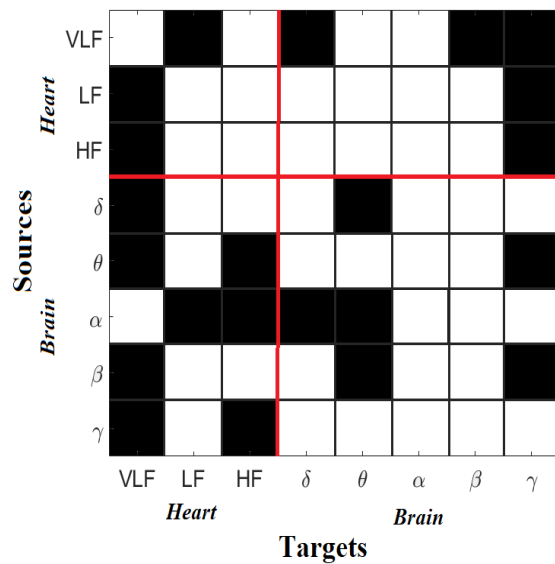 VLF
LF
HF
δ
θ
α
β
γ
Heart
Brain
Sources
VLF LF HF δ θ α β γ
Heart Brain
Targets